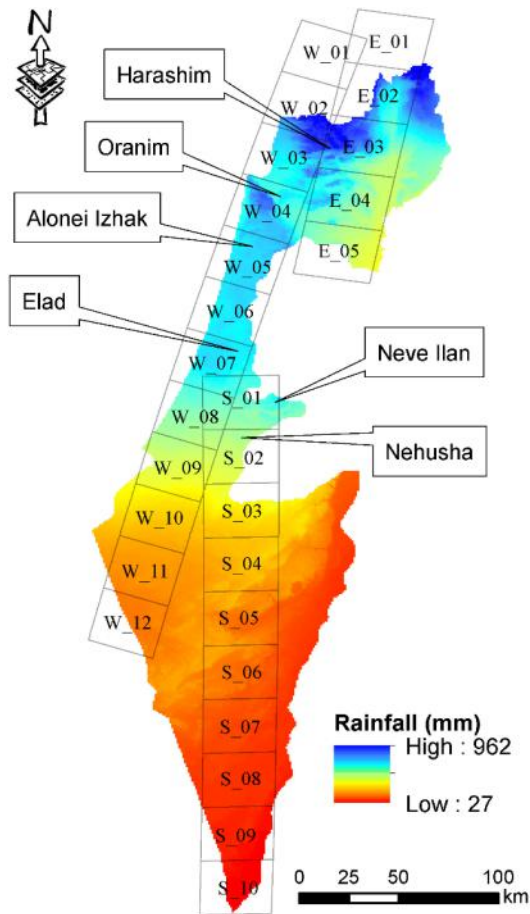 N
E_01
W_01
Harashim
E_02
W_02
E_03
W_03
Oranim
E_04
W_04
Alonei Izhak
E_05
W_05
W_06
Elad
W_07
Neve Ilan
S_01
W_08
Nehusha
S_02
W_09
W_10
S_03
W_11
S_04
W_12
S_05
S_06
S_07
Rainfall (mm)
High : 962
S_08
Low : 27
S_09
S_10
0 25 50 100
km